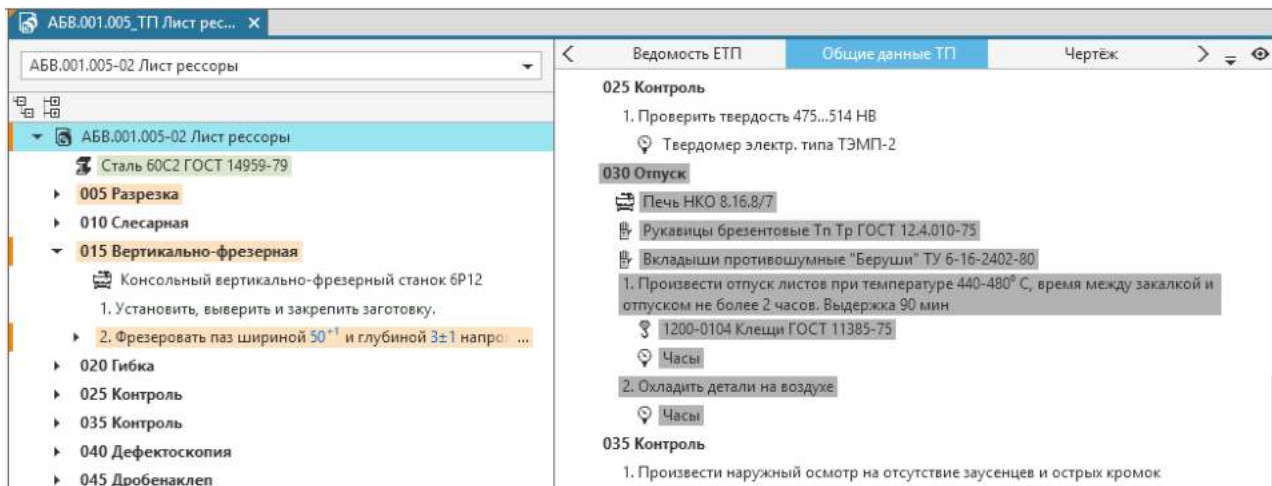 АБВ.001.005_ТП Лист рес...
АБВ.001.005-02 Лист рессоры
АБВ.001.005-02 Лист рессоры
Сталь 60С2 ГОСТ 14959-79
005 Разрезка
010 Слесарная
015 Вертикально-фрезерная
Консольный вертикально-фрезерный станок 6Р12
1. Установить, выверить и закрепить заготовку.
2. Фрезеровать паз шириной 50⁺¹ и глубиной 3±1 напро ...
020 Гибка
025 Контроль
035 Контроль
040 Дефектоскопия
045 Дробенаклеп
Ведомость ЕТП
Общие данные ТП
Чертёж
025 Контроль
1. Проверить твердость 475...514 НВ
Твердомер электр. типа ТЭМП-2
030 Отпуск
Печь НКО 8.16.8/7
Рукавицы брезентовые Тп Тр ГОСТ 12.4.010-75
Вкладыши противошумные "Беруши" ТУ 6-16-2402-80
1. Произвести отпуск листов при температуре 440-480⁰ С, время между закалкой и
отпуском не более 2 часов. Выдержка 90 мин
1200-0104 Клещи ГОСТ 11385-75
Часы
2. Охладить детали на воздухе
Часы
035 Контроль
1. Произвести наружный осмотр на отсутствие заусенцев и острых кромок